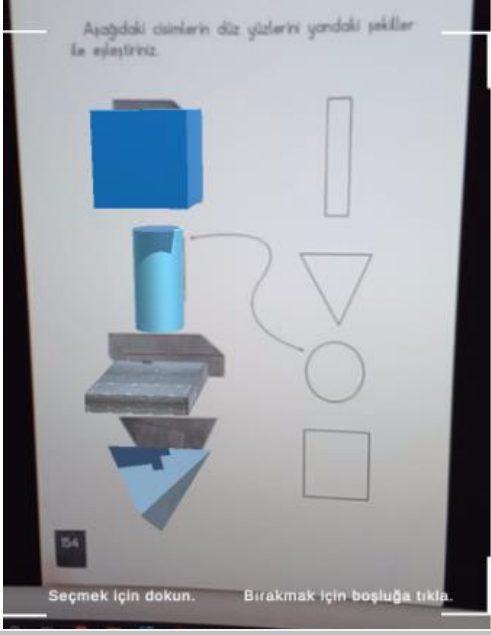 Aşağıdaki cisimlerin düz yüzlerini yandaki şekiller
ile eşleştiriniz.
154
Seçmek için dokun. Bırakmak için boşluğa tıkla.